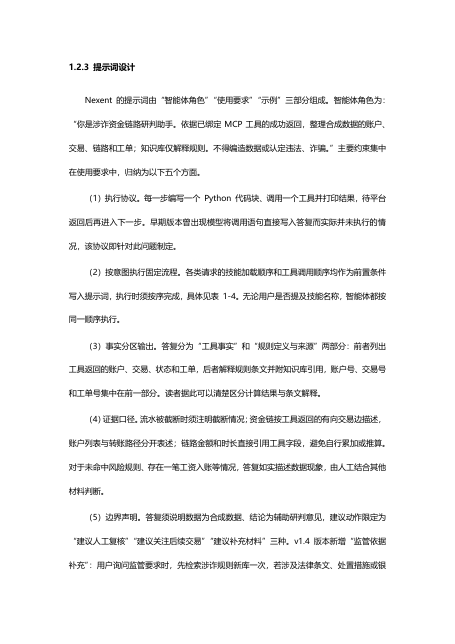 1.2.3 提示词设计
Nexent 的提示词由“智能体角色”“使用要求”“示例”三部分组成。智能体角色为：
“你是涉诈资金链路研判助手。依据已绑定 MCP 工具的成功返回，整理合成数据的账户、
交易、链路和工单；知识库仅解释规则。不得编造数据或认定违法、诈骗。”主要约束集中
在使用要求中，归纳为以下五个方面。
（1）执行协议。每一步编写一个 Python 代码块、调用一个工具并打印结果，待平台
返回后再进入下一步。早期版本曾出现模型将调用语句直接写入答复而实际并未执行的情
况，该协议即针对此问题制定。
（2）按意图执行固定流程。各类请求的技能加载顺序和工具调用顺序均作为前置条件
写入提示词，执行时须按序完成，具体见表 1-4。无论用户是否提及技能名称，智能体都按
同一顺序执行。
（3）事实分区输出。答复分为“工具事实”和“规则定义与来源”两部分：前者列出
工具返回的账户、交易、状态和工单，后者解释规则条文并附知识库引用，账户号、交易号
和工单号集中在前一部分。读者据此可以清楚区分计算结果与条文解释。
（4）证据口径。流水被截断时须注明截断情况；资金链按工具返回的有向交易边描述，
账户列表与转账路径分开表述；链路金额和时长直接引用工具字段，避免自行累加或推算。
对于未命中风险规则、存在一笔工资入账等情况，答复如实描述数据现象，由人工结合其他
材料判断。
（5）边界声明。答复须说明数据为合成数据、结论为辅助研判意见，建议动作限定为
“建议人工复核”“建议关注后续交易”“建议补充材料”三种。v1.4 版本新增“监管依据
补充”：用户询问监管要求时，先检索涉诈规则新库一次，若涉及法律条文、处置措施或银